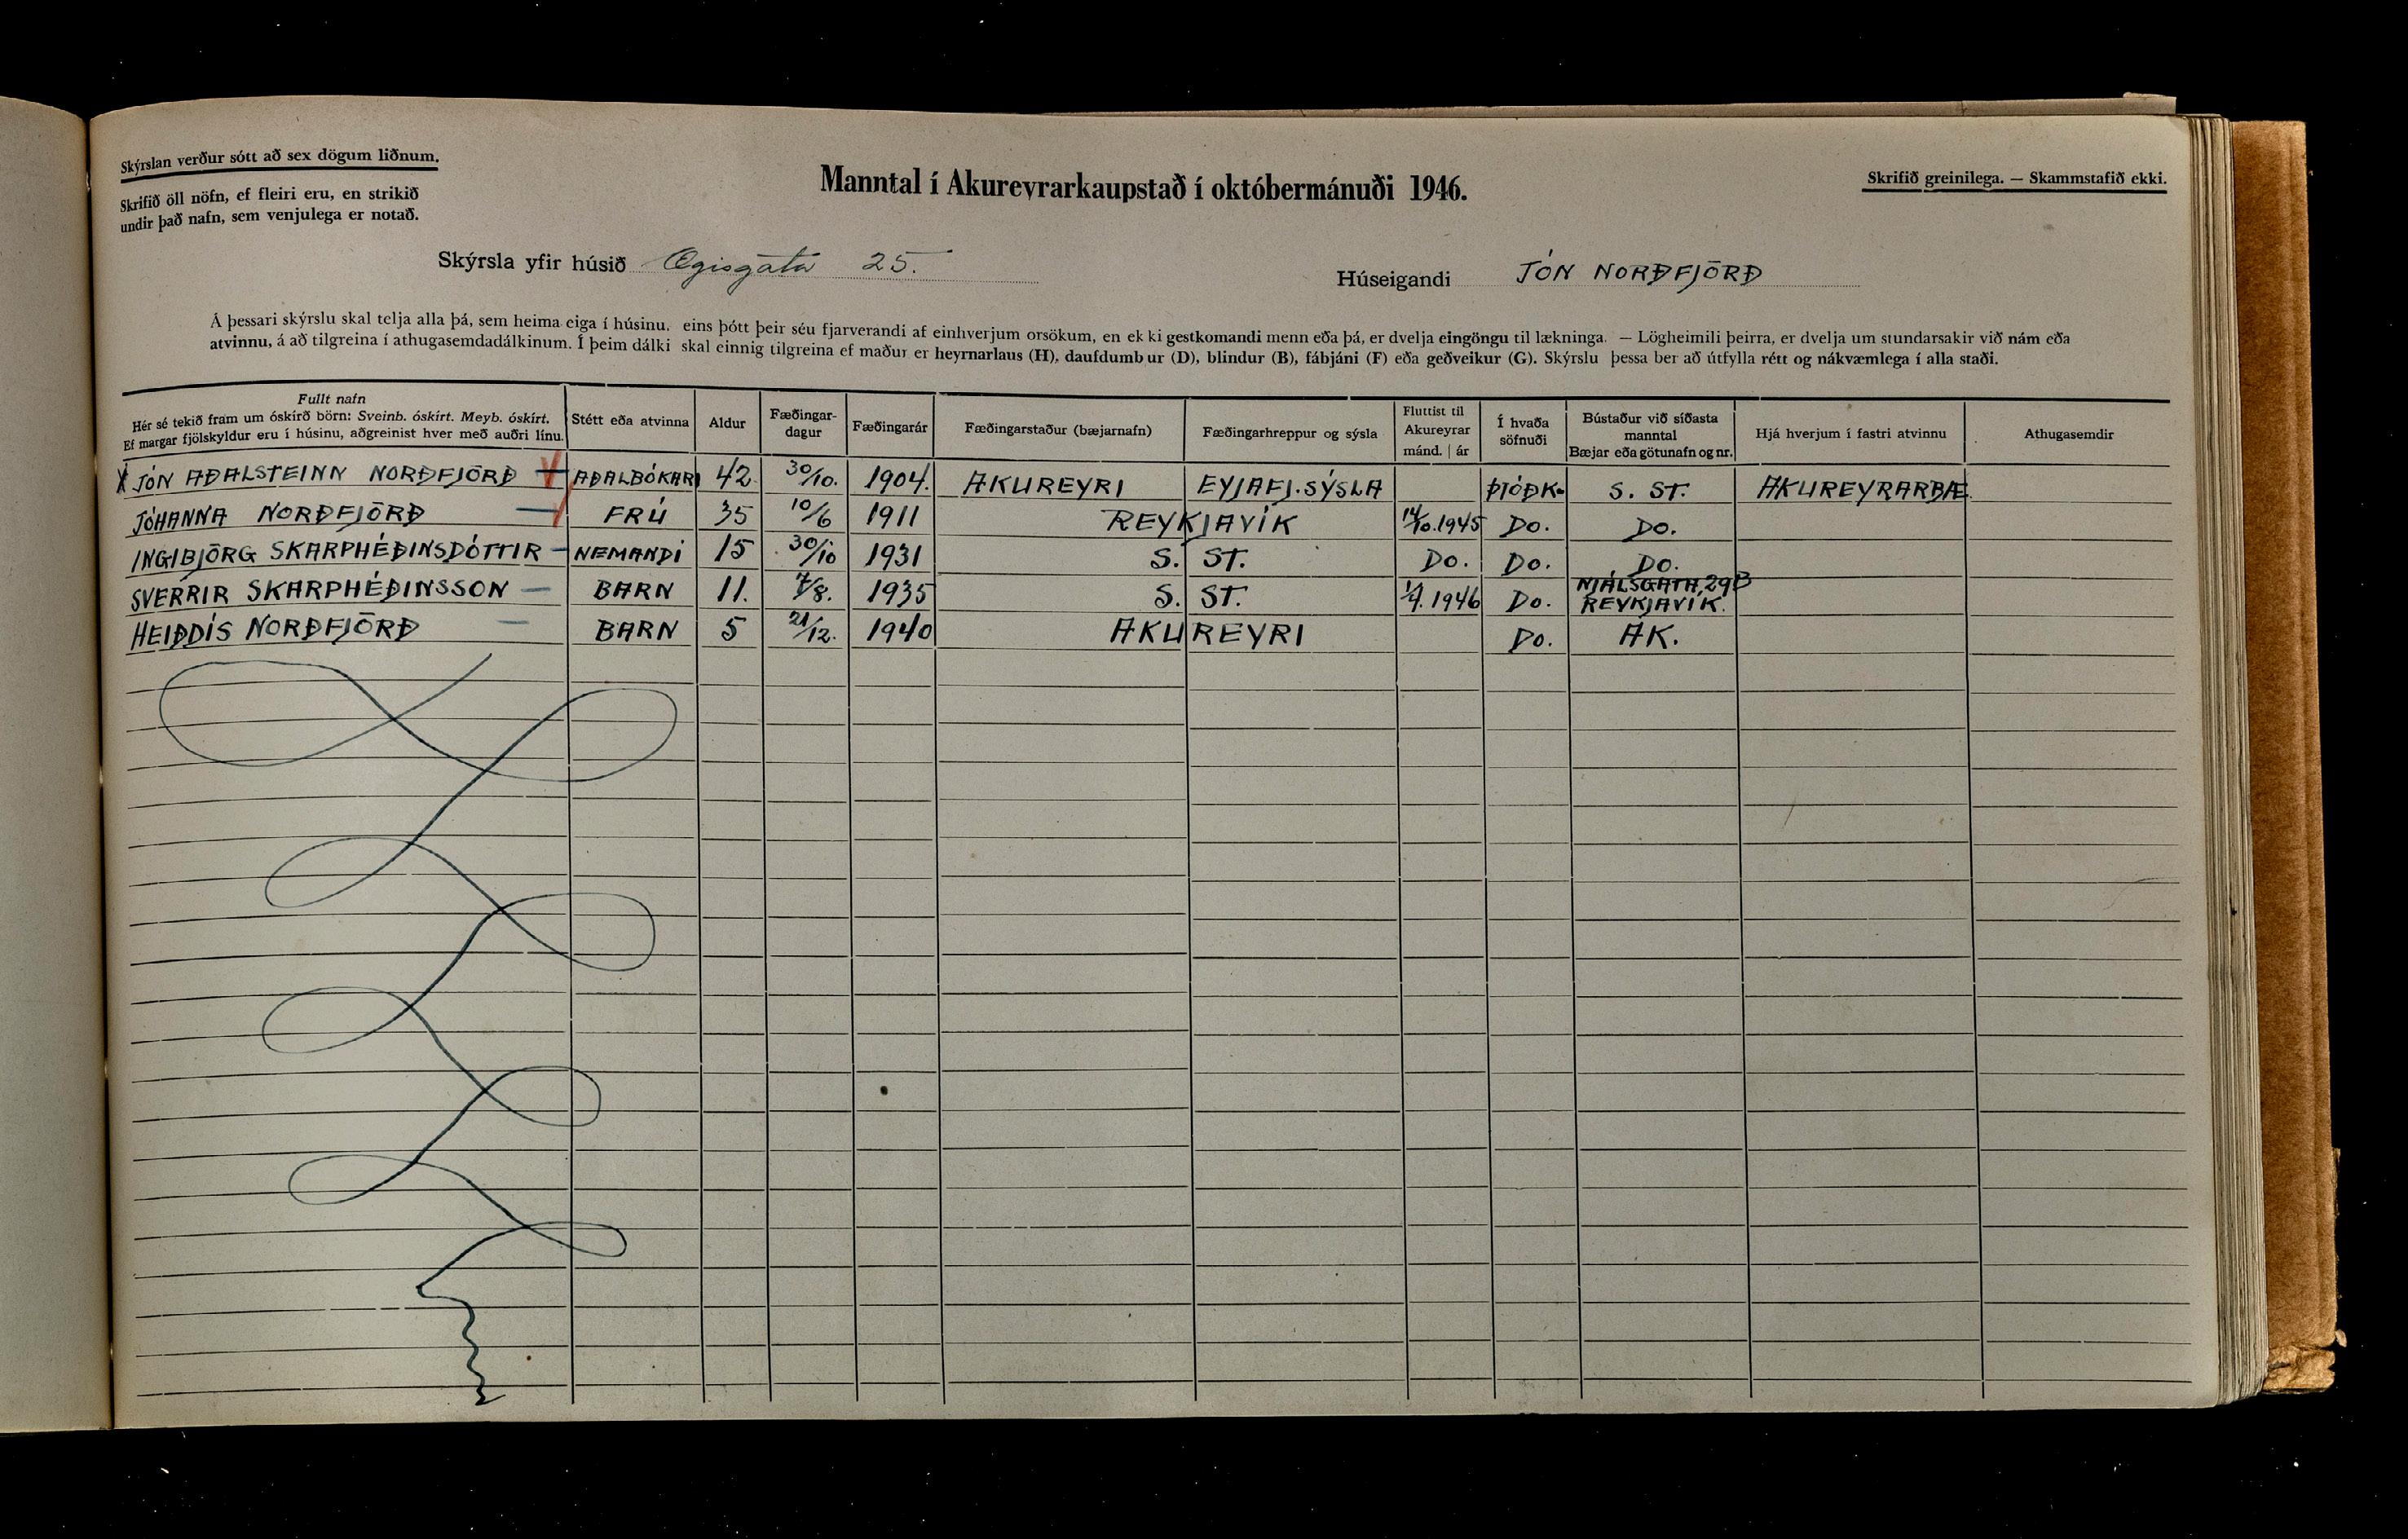 Skýrslan verður sótt að sex dögum liðnum.
Skrifið öll nöfn, ef fleiri eru, en strikið
undir það nafn, sem venjulega er notað.
Manntal í Akureyrarkaupstað í októbermánuði 1946.
Skrifið greinilega. — Skammstafið ekki.
Skýrsla yfir húsið Ægisgata 25.
Húseigandi JÓN NORÐFJÖRÐ
Á þessari skýrslu skal telja alla þá, sem heima eiga í húsinu, eins þótt þeir séu fjarverandi af einhverjum orsökum, en ekki gestkomandi menn eða þá, er dvelja eingöngu til lækninga. — Lögheimili þeirra, er dvelja um stundarsakir við nám eða
atvinnu, á að tilgreina í athugasemdadálkinum. Í þeim dálki skal einnig tilgreina ef maður er heyrnarlaus (H), daufdumbur (D), blindur (B), fábjáni (F) eða geðveikur (G). Skýrslu þessa ber að útfylla rétt og nákvæmlega í alla staði.
Fullt nafn
Hér sé tekið fram um óskírð börn: Sveinb. óskírt. Meyb. óskírt.
Ef margar fjölskyldur eru í húsinu, aðgreinist hver með auðri línu.
Stétt eða atvinna
Aldur
Fæðingar-
dagur
Fæðingarár
Fæðingarstaður (bæjarnafn)
Fæðingarhreppur og sýsla
Fluttist til
Akureyrar
mánd. | ár
Í hvaða
söfnuði
Bústaður við síðasta
manntal
Bæjar eða götunafn og nr.
Hjá hverjum í fastri atvinnu
Athugasemdir
X JÓN AÐALSTEINN NORÐFJÖRÐ — AÐALBÓKARI 42 30/10. 1904. AKUREYRI EYJAFJ.SÝSLA ÞJÓÐK- S. ST. AKUREYRARBÆ
JÓHANNA NORÐFJÖRÐ — FRÚ 35 10/6 1911 REYKJAVÍK 14/10.1945 DO. DO.
INGIBJÖRG SKARPHÉÐINSDÓTTIR - NEMANDI 15 30/10 1931 S. ST. DO. DO. DO.
SVERRIR SKARPHÉÐINSSON — BARN 11. 7/8. 1935 S. ST. 1/9. 1946 DO. NJÁLSGATA, 29B
REYKJAVÍK.
HEIÐDÍS NORÐFJÖRÐ — BARN 5 21/12. 1940 AKUREYRI DO. AK.